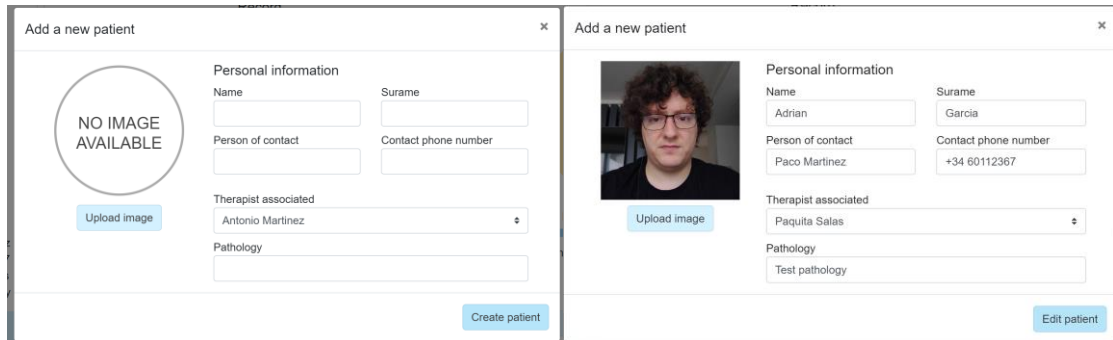 Add a new patient ×
NO IMAGE
AVAILABLE
Upload image
Personal information
Name Surame
Person of contact Contact phone number
Therapist associated
Antonio Martinez
Pathology
Create patient
Add a new patient ×
Upload image
Personal information
Name Surame
Adrian Garcia
Person of contact Contact phone number
Paco Martinez +34 60112367
Therapist associated
Paquita Salas
Pathology
Test pathology
Edit patient